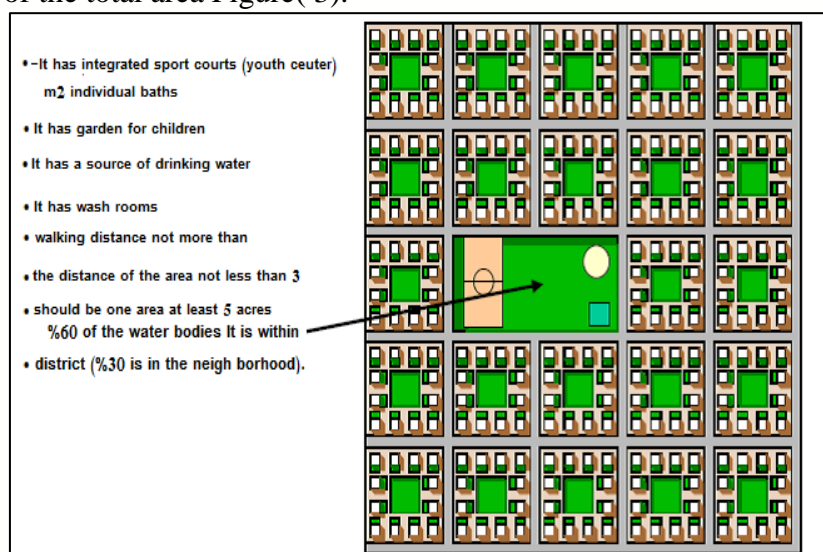 of the total area Figure( 3).
• -It has integrated sport courts (youth ceuter)
m2 individual baths
• It has garden for children
• It has a source of drinking water
• It has wash rooms
• walking distance not more than
• the distance of the area not less than 3
• should be one area at least 5 acres
%60 of the water bodies It is within
• district (%30 is in the neigh borhood).